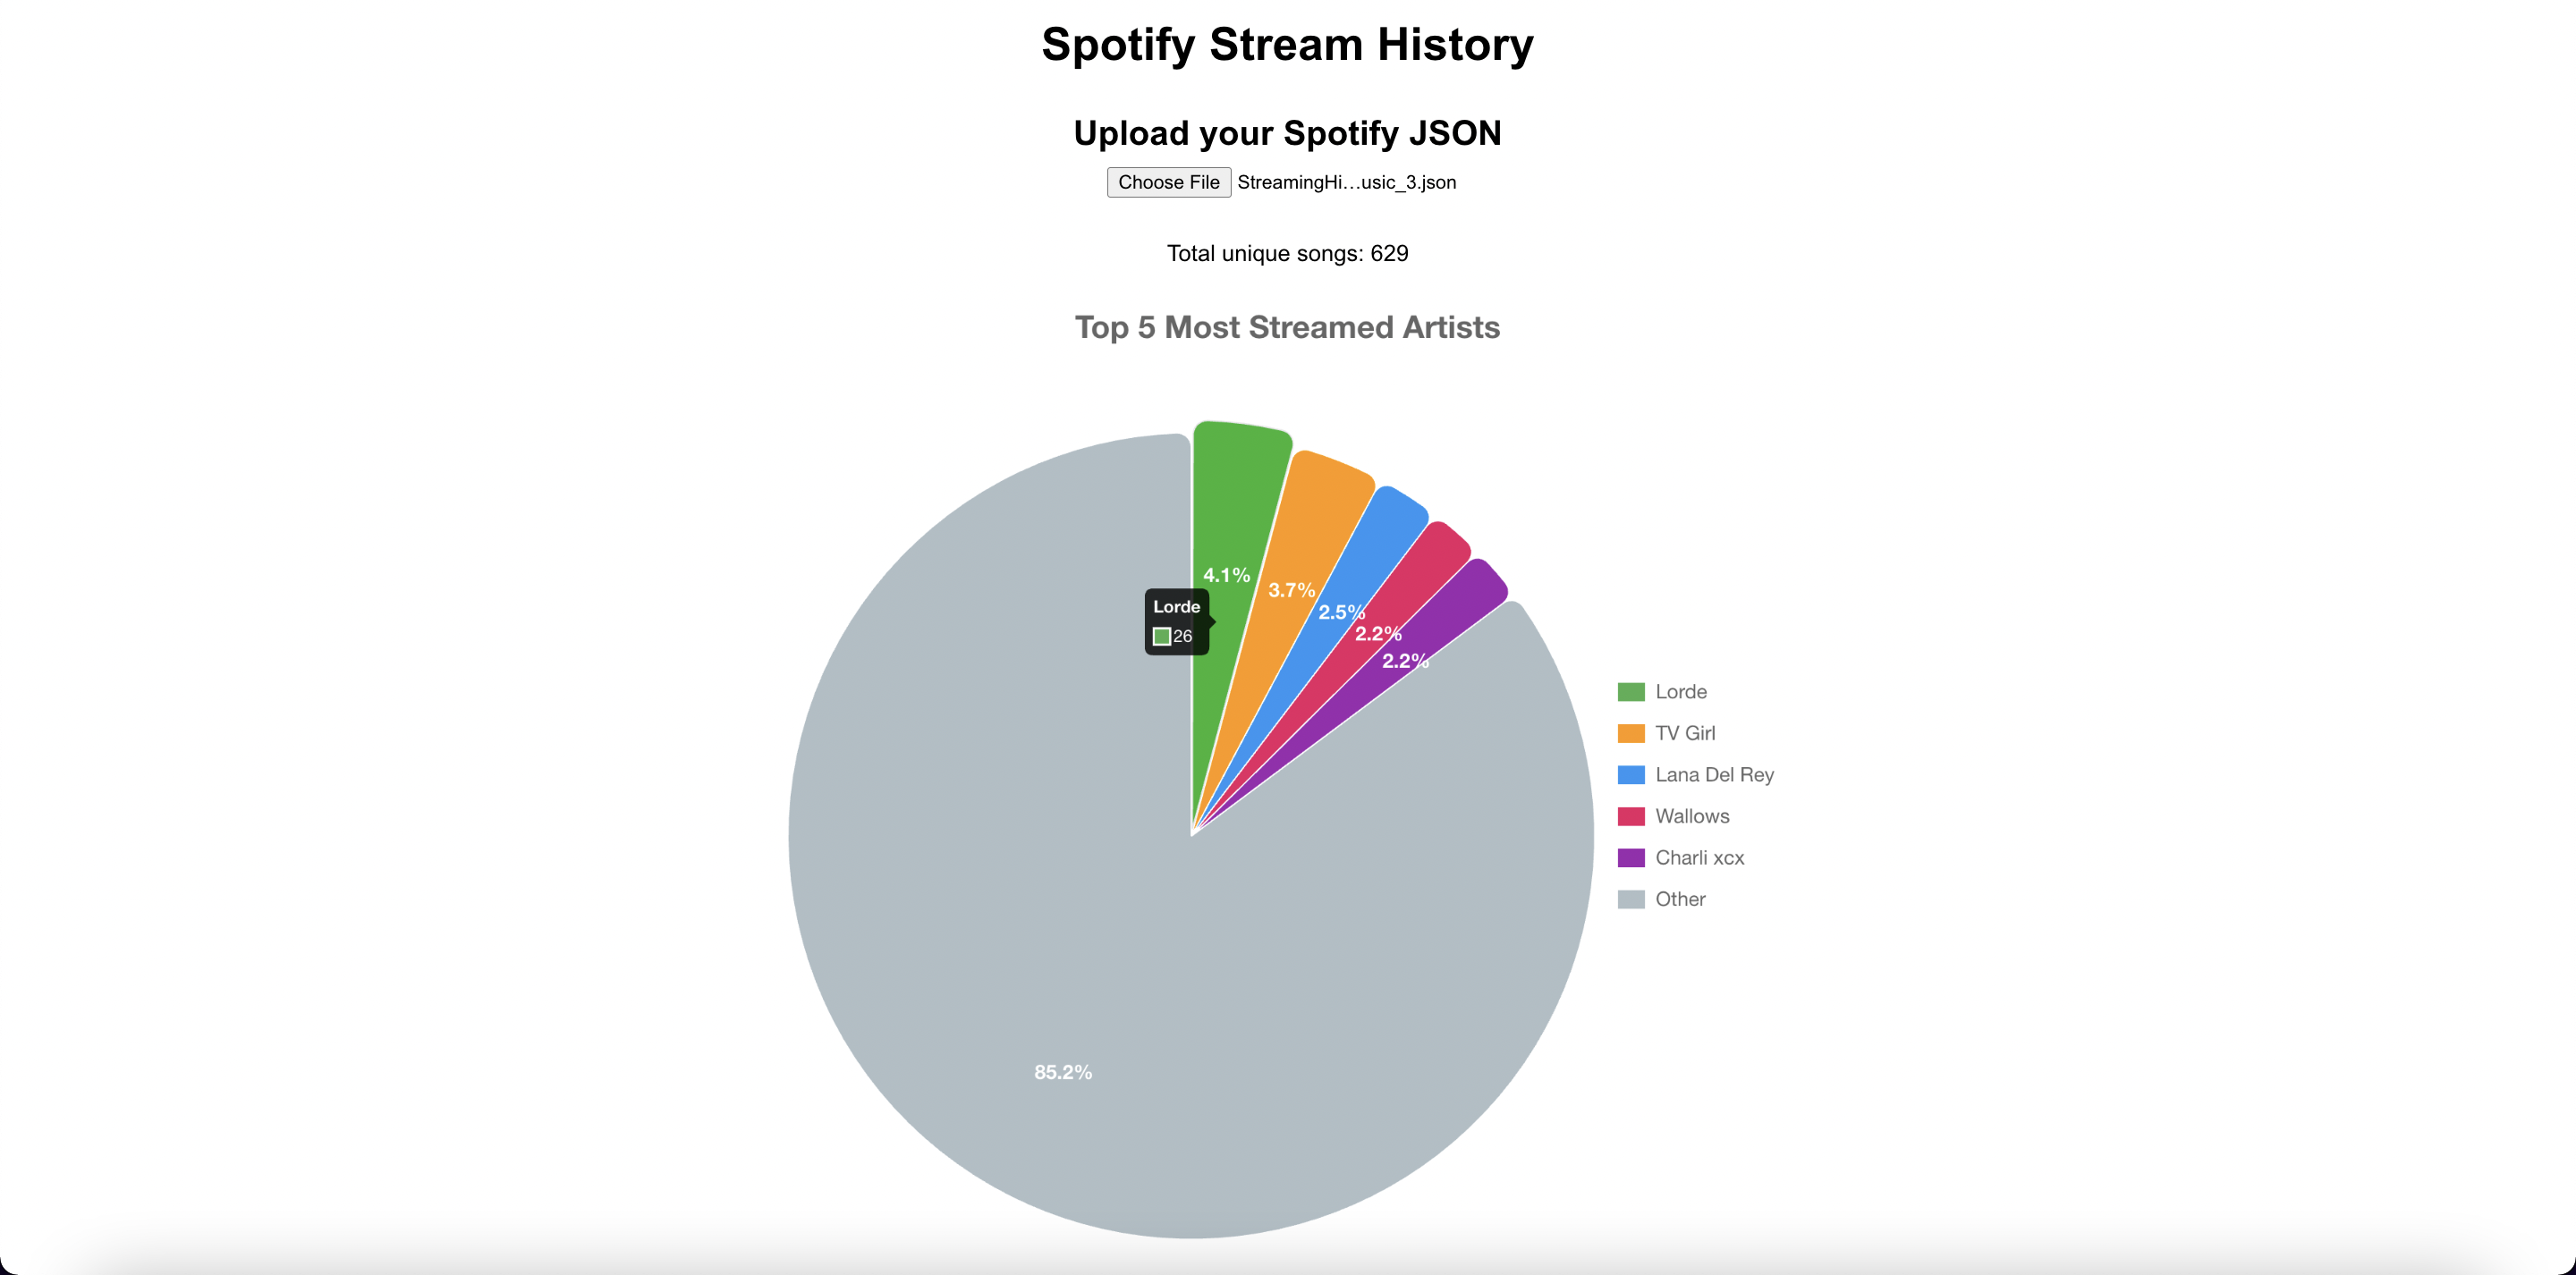 Spotify Stream History
Upload your Spotify JSON
Choose File StreamingHi…usic_3.json
Total unique songs: 629
Top 5 Most Streamed Artists
4.1%
3.7%
2.5%
2.2%
2.2%
Lorde
26
85.2%
Lorde
TV Girl
Lana Del Rey
Wallows
Charli xcx
Other